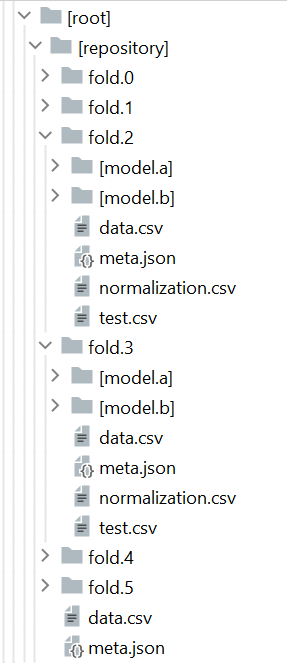 [root]
[repository]
fold.0
fold.1
fold.2
[model.a]
[model.b]
data.csv
meta.json
normalization.csv
test.csv
fold.3
[model.a]
[model.b]
data.csv
meta.json
normalization.csv
test.csv
fold.4
fold.5
data.csv
meta.json